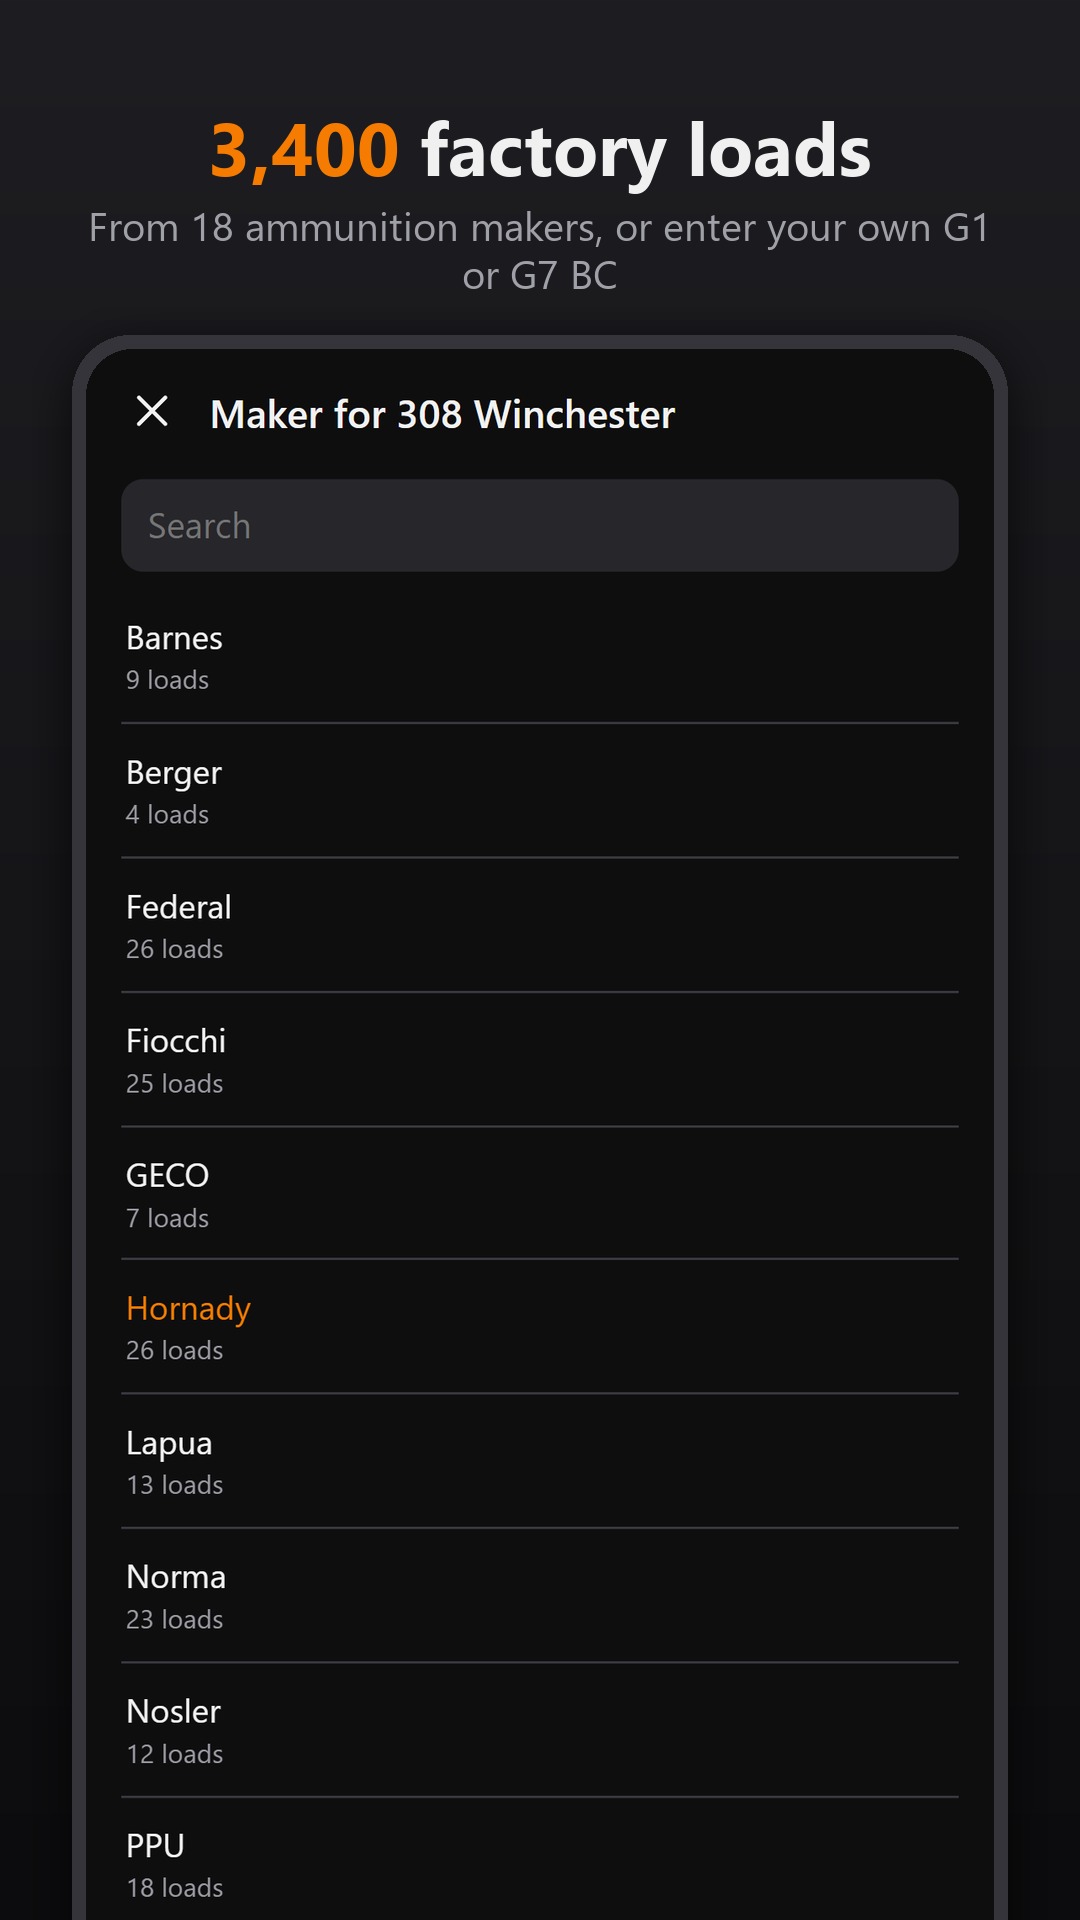 3,400 factory loads
From 18 ammunition makers, or enter your own G1
or G7 BC
Maker for 308 Winchester
Search
Barnes
9 loads
Berger
4 loads
Federal
26 loads
Fiocchi
25 loads
GECO
7 loads
Hornady
26 loads
Lapua
13 loads
Norma
23 loads
Nosler
12 loads
PPU
18 loads